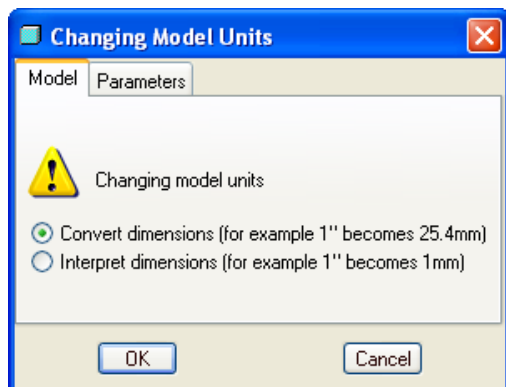 Changing Model Units
Model Parameters
Changing model units
Convert dimensions (for example 1'' becomes 25.4mm)
Interpret dimensions (for example 1'' becomes 1mm)
OK Cancel